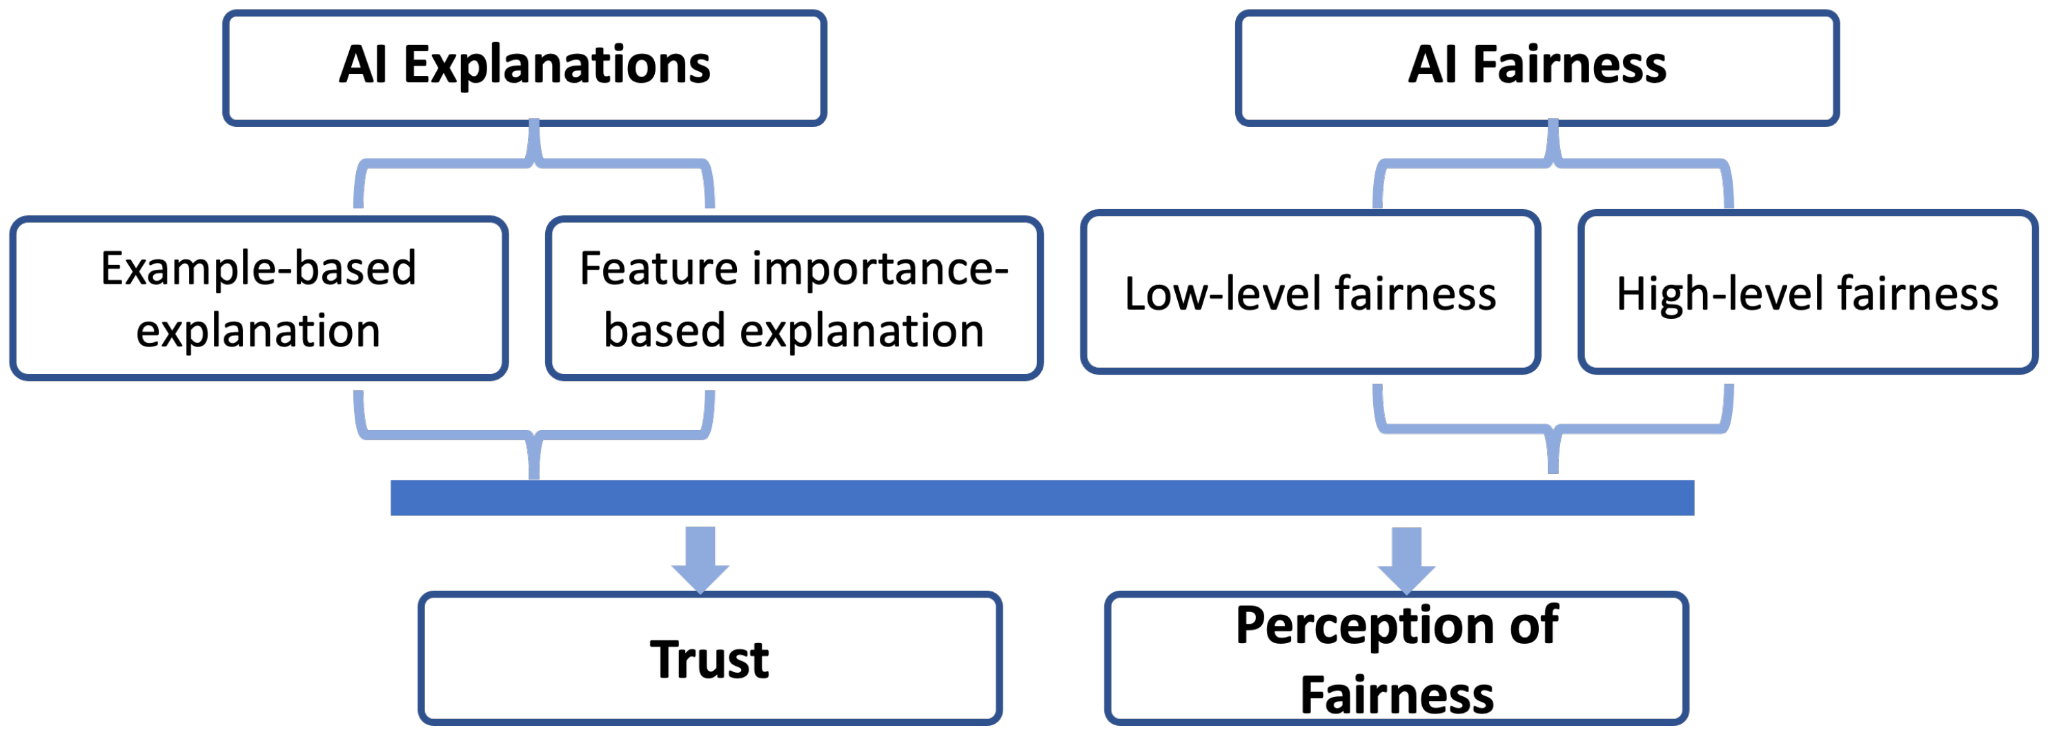 AI Explanations
AI Fairness
Example-based
explanation
Feature importance-
based explanation
Low-level fairness
High-level fairness
Trust
Perception of
Fairness